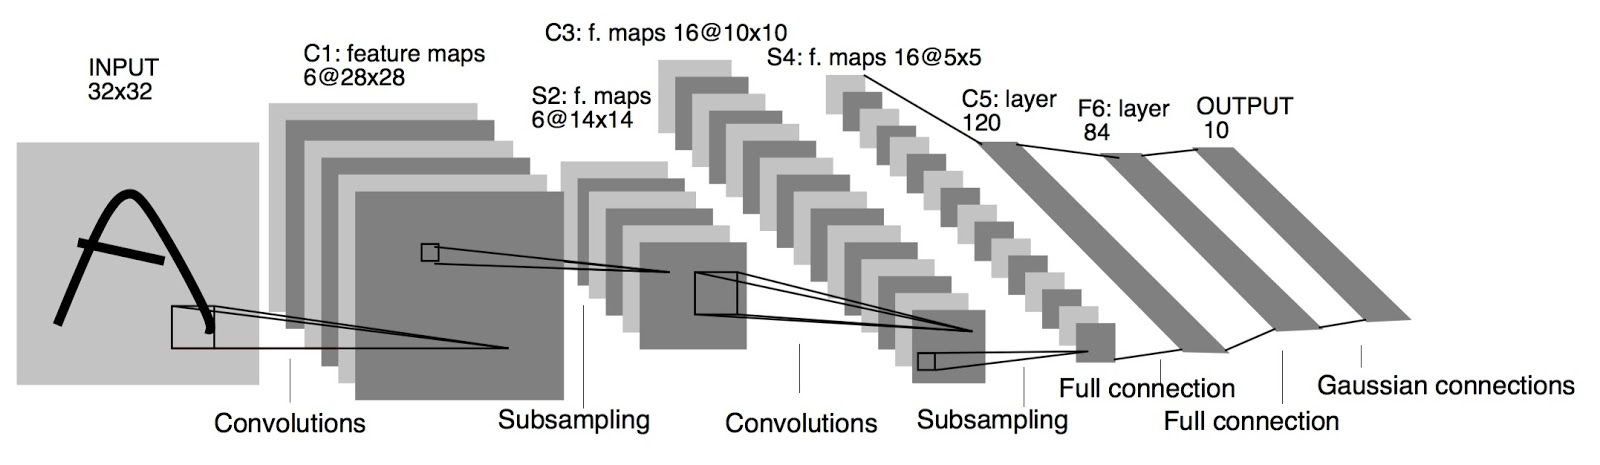 INPUT
32x32
C1: feature maps
6@28x28
S2: f. maps
6@14x14
C3: f. maps 16@10x10
S4: f. maps 16@5x5
C5: layer
120
F6: layer
84
OUTPUT
10
Convolutions
Subsampling
Convolutions
Subsampling
Full connection
Full connection
Gaussian connections
A